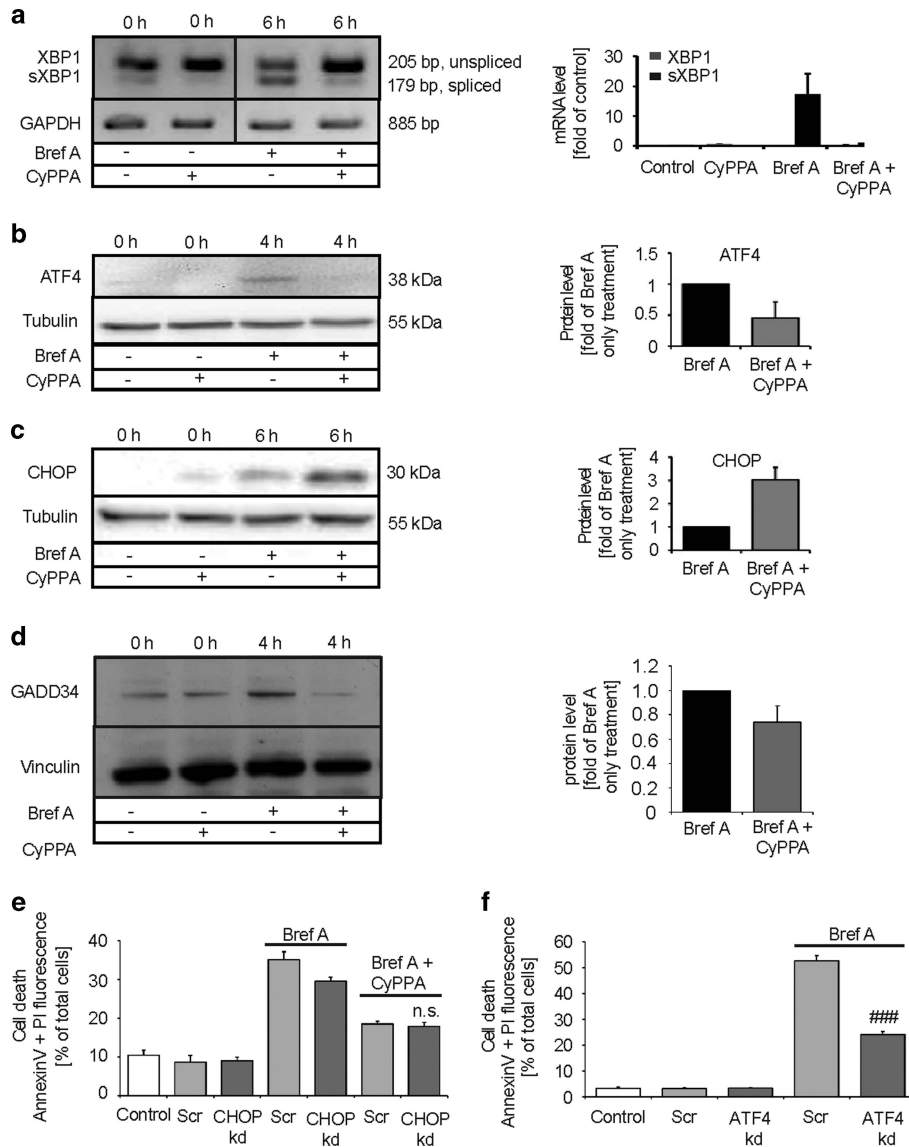 a
0 h 0 h 6 h 6 h
XBP1
sXBP1
205 bp, unspliced
179 bp, spliced
GAPDH
885 bp
Bref A - - + +
CyPPA - + - +
mRNA level
[fold of control]
30
20
10
0
XBP1
sXBP1
Control CyPPA Bref A Bref A +
CyPPA
b
0 h 0 h 4 h 4 h
ATF4
38 kDa
Tubulin
55 kDa
Bref A - - + +
CyPPA - + - +
Protein level
[fold of Bref A
only treatment]
1.5
1
0.5
0
ATF4
Bref A Bref A +
CyPPA
c
0 h 0 h 6 h 6 h
CHOP
30 kDa
Tubulin
55 kDa
Bref A - - + +
CyPPA - + - +
Protein level
[fold of Bref A
only treatment]
4
3
2
1
0
CHOP
Bref A Bref A +
CyPPA
d
0 h 0 h 4 h 4 h
GADD34
Vinculin
Bref A - - + +
CyPPA - + - +
protein level
[fold of Bref A
only treatment]
1.2
1.0
0.8
0.6
0.4
0.2
0
Bref A Bref A +
CyPPA
e
Cell death
AnnexinV + PI fluorescence
[% of total cells]
40
30
20
10
0
Bref A
Bref A +
CyPPA
n.s.
Control Scr CHOP Scr CHOP Scr CHOP
kd kd kd
f
Cell death
AnnexinV + PI fluorescence
[% of total cells]
60
50
40
30
20
10
0
Bref A
###
Control Scr ATF4 Scr ATF4
kd kd